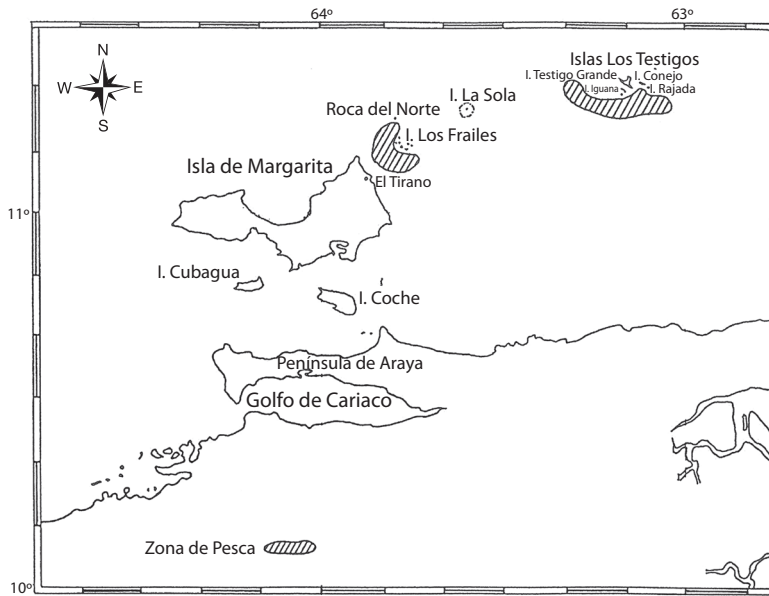 64º 63º
N
W E
S
Islas Los Testigos
I. Testigo Grande I. Conejo
I. Iguana I. Rajada
I. La Sola
Roca del Norte
I. Los Frailes
Isla de Margarita
El Tirano
11º
I. Cubagua
I. Coche
Península de Araya
Golfo de Cariaco
Zona de Pesca
10º